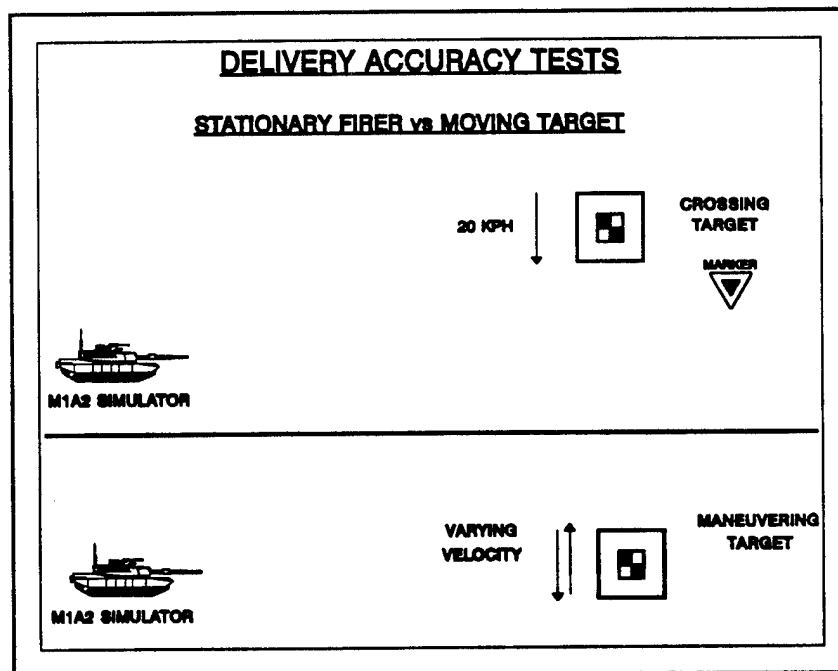 DELIVERY ACCURACY TESTS
STATIONARY FIRER vs MOVING TARGET
20 KPH
CROSSING
TARGET
MARKER
M1A2 SIMULATOR
VARYING
VELOCITY
MANEUVERING
TARGET
M1A2 SIMULATOR